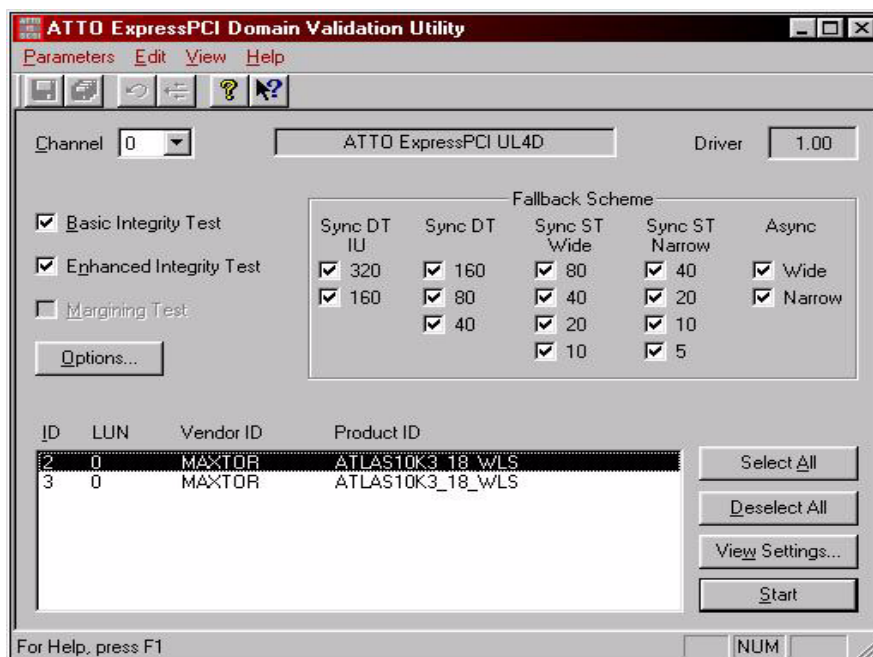 ATTO ExpressPCI Domain Validation Utility
Parameters Edit View Help
Channel 0 ATTO ExpressPCI UL4D Driver 1.00
Basic Integrity Test
Enhanced Integrity Test
Margining Test
Options...
Fallback Scheme
Sync DT IU Sync DT Sync ST Wide Sync ST Narrow Async
320 160 80 40 Wide
160 80 40 20 Narrow
40 20 10
10 5
ID LUN Vendor ID Product ID
2 0 MAXTOR ATLAS10K3_18_WLS
3 0 MAXTOR ATLAS10K3_18_WLS
Select All
Deselect All
View Settings...
Start
For Help, press F1 NUM